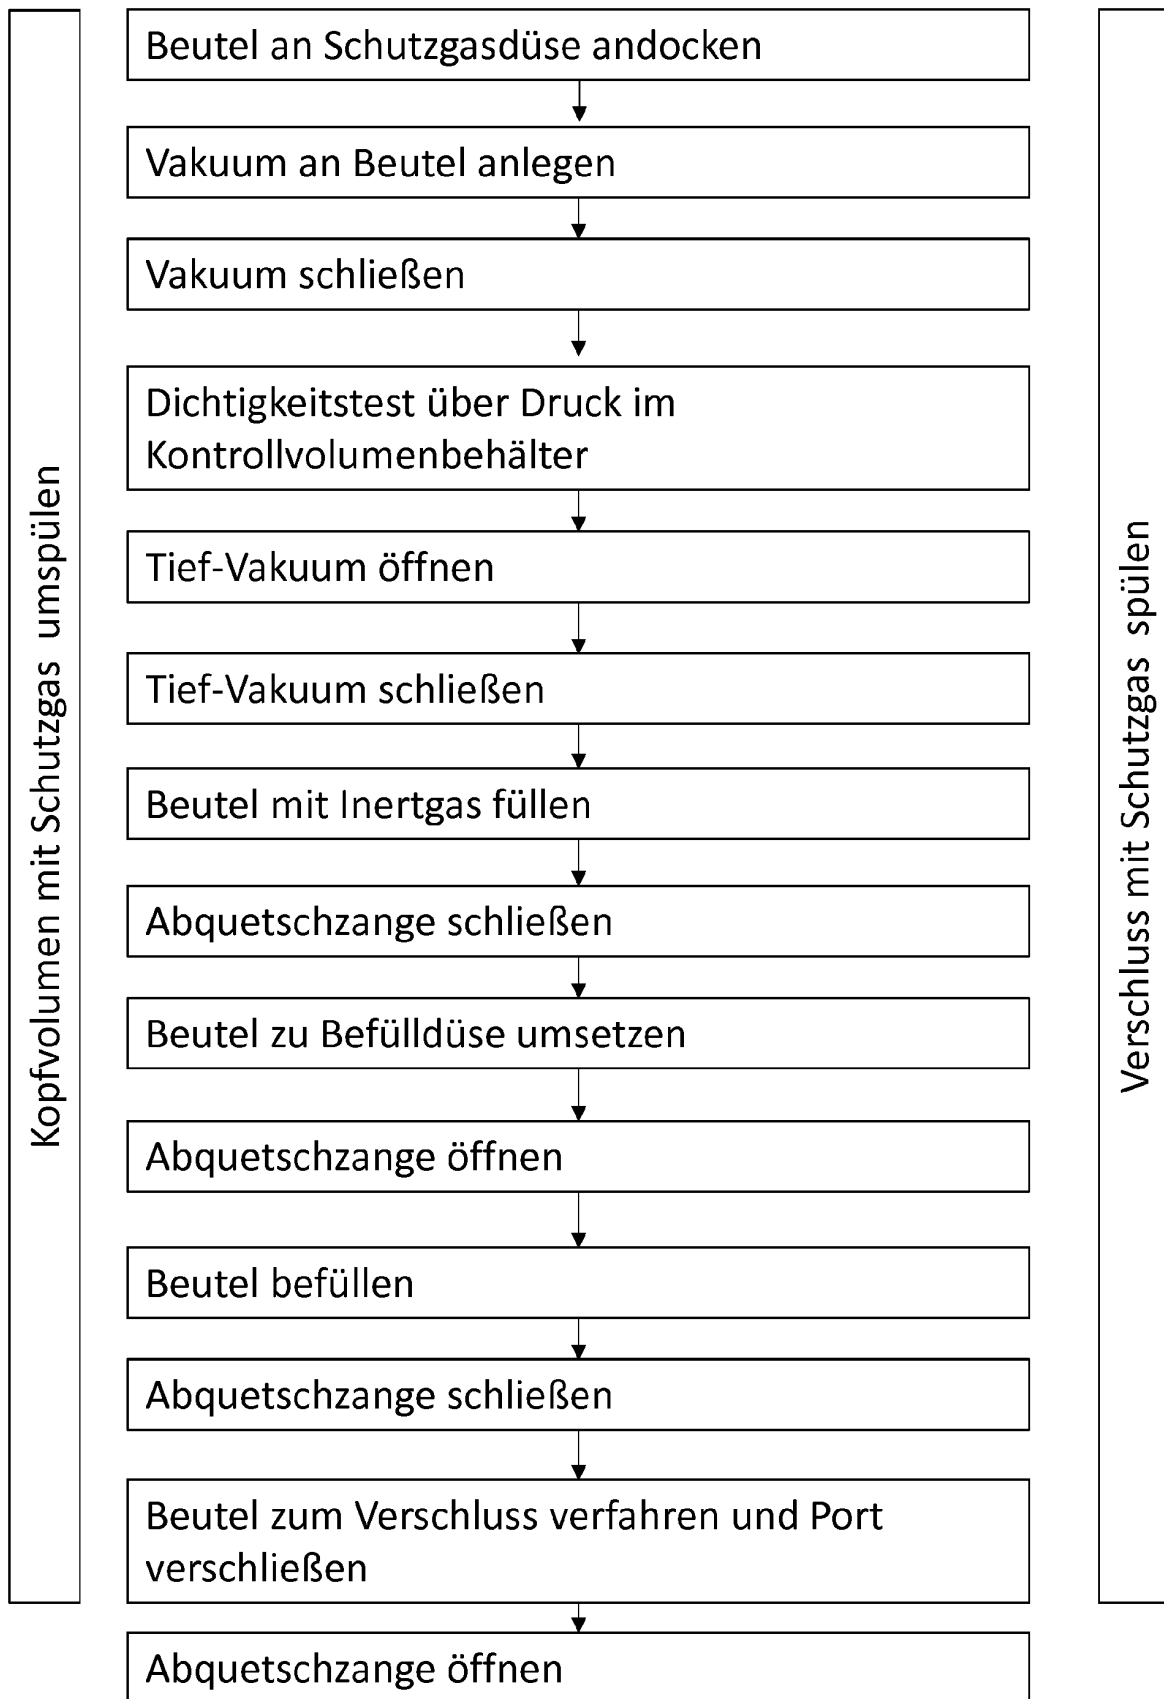 Beutel an Schutzgasdüse andocken
Vakuum an Beutel anlegen
Vakuum schließen
Dichtigkeitstest über Druck im
Kontrollvolumenbehälter
Tief-Vakuum öffnen
Tief-Vakuum schließen
Beutel mit Inertgas füllen
Abquetschzange schließen
Beutel zu Befülldüse umsetzen
Abquetschzange öffnen
Beutel befüllen
Abquetschzange schließen
Beutel zum Verschluss verfahren und Port
verschließen
Abquetschzange öffnen
Kopfvolumen mit Schutzgas umspülen
Verschluss mit Schutzgas spülen